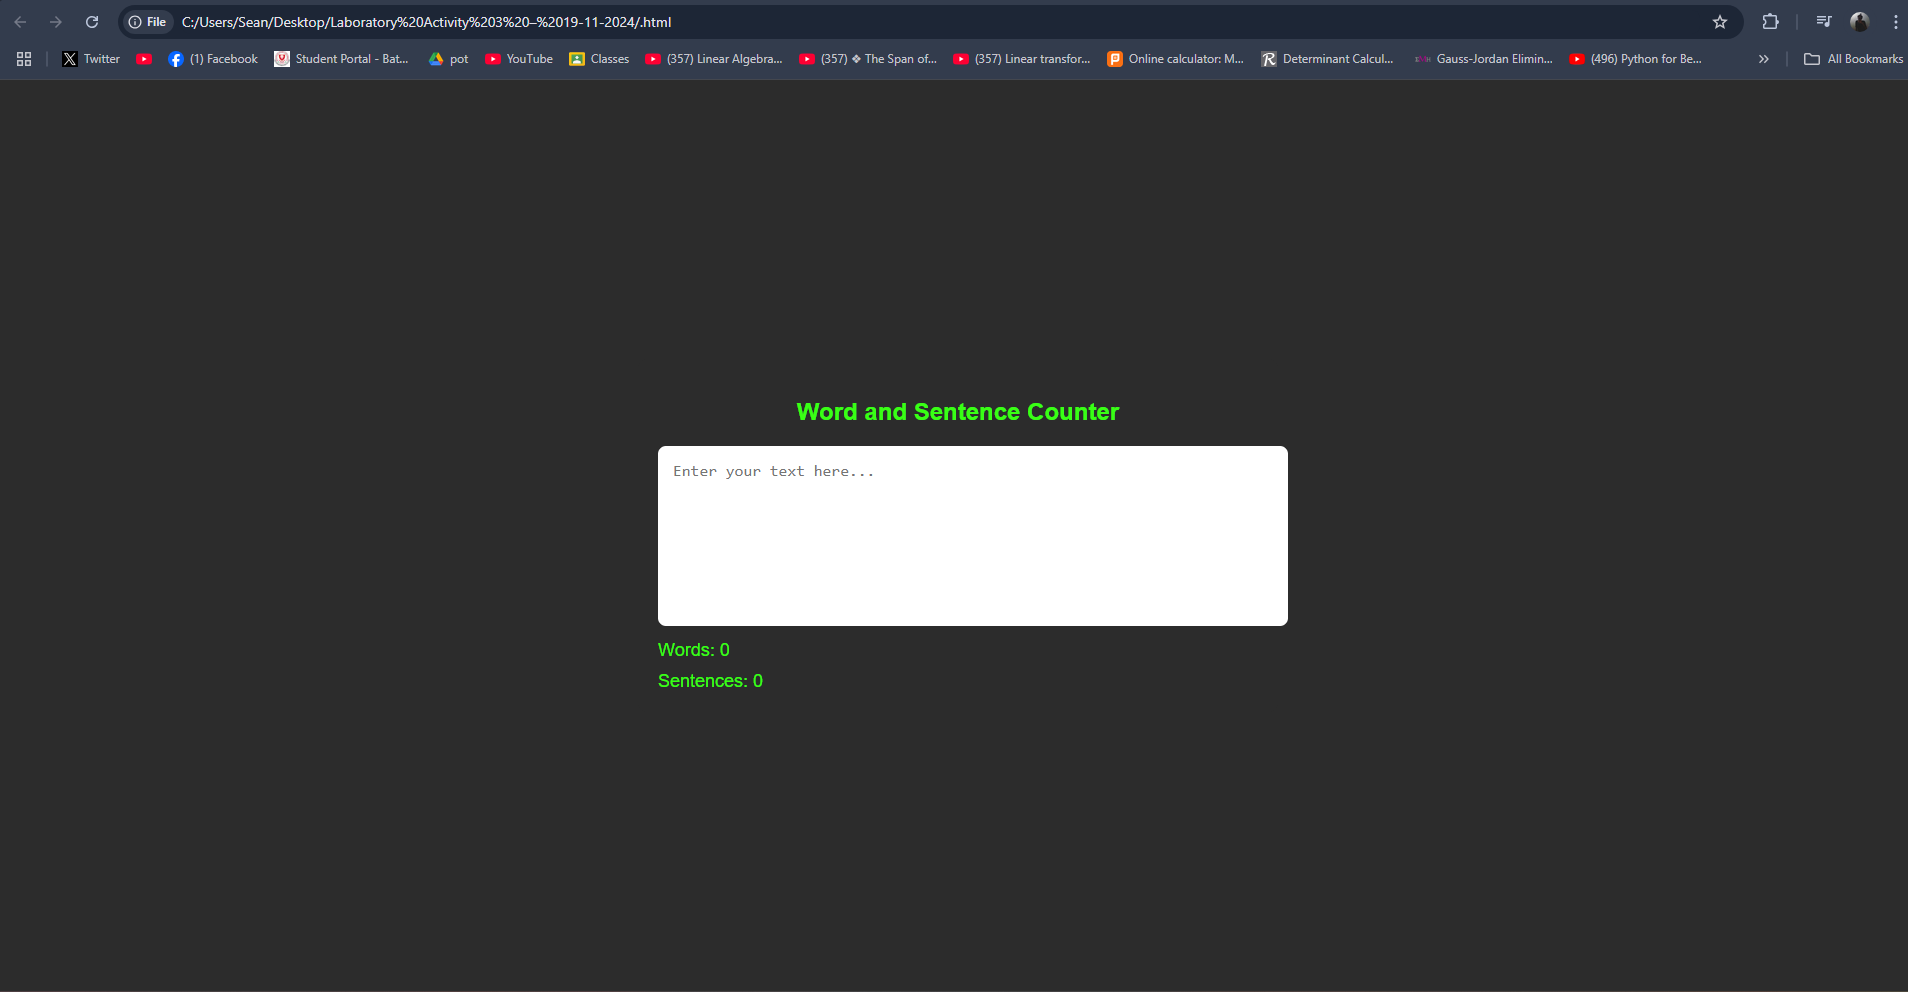 File C:/Users/Sean/Desktop/Laboratory%20Activity%203%20–%2019-11-2024/.html
Twitter (1) Facebook Student Portal - Bat... pot YouTube Classes (357) Linear Algebra... (357) ❖ The Span of... (357) Linear transfor... Online calculator: M... Determinant Calcul... Gauss-Jordan Elimin... (496) Python for Be... » All Bookmarks
Word and Sentence Counter
Enter your text here...
Words: 0
Sentences: 0